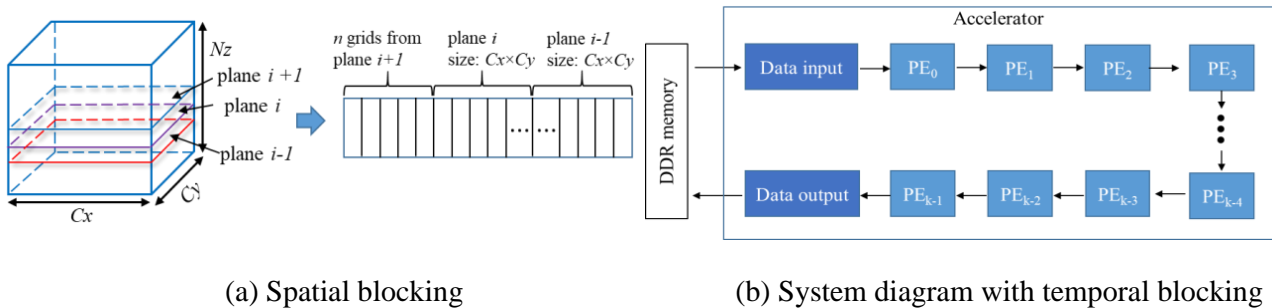 Nz
plane i +1
plane i
plane i-1
Cy
Cx
n grids from
plane i+1
plane i
size: Cx×Cy
plane i-1
size: Cx×Cy
... ...
DDR memory
Accelerator
Data input
PE0
PE1
PE2
PE3
Data output
PEk-1
PEk-2
PEk-3
PEk-4
(a) Spatial blocking
(b) System diagram with temporal blocking